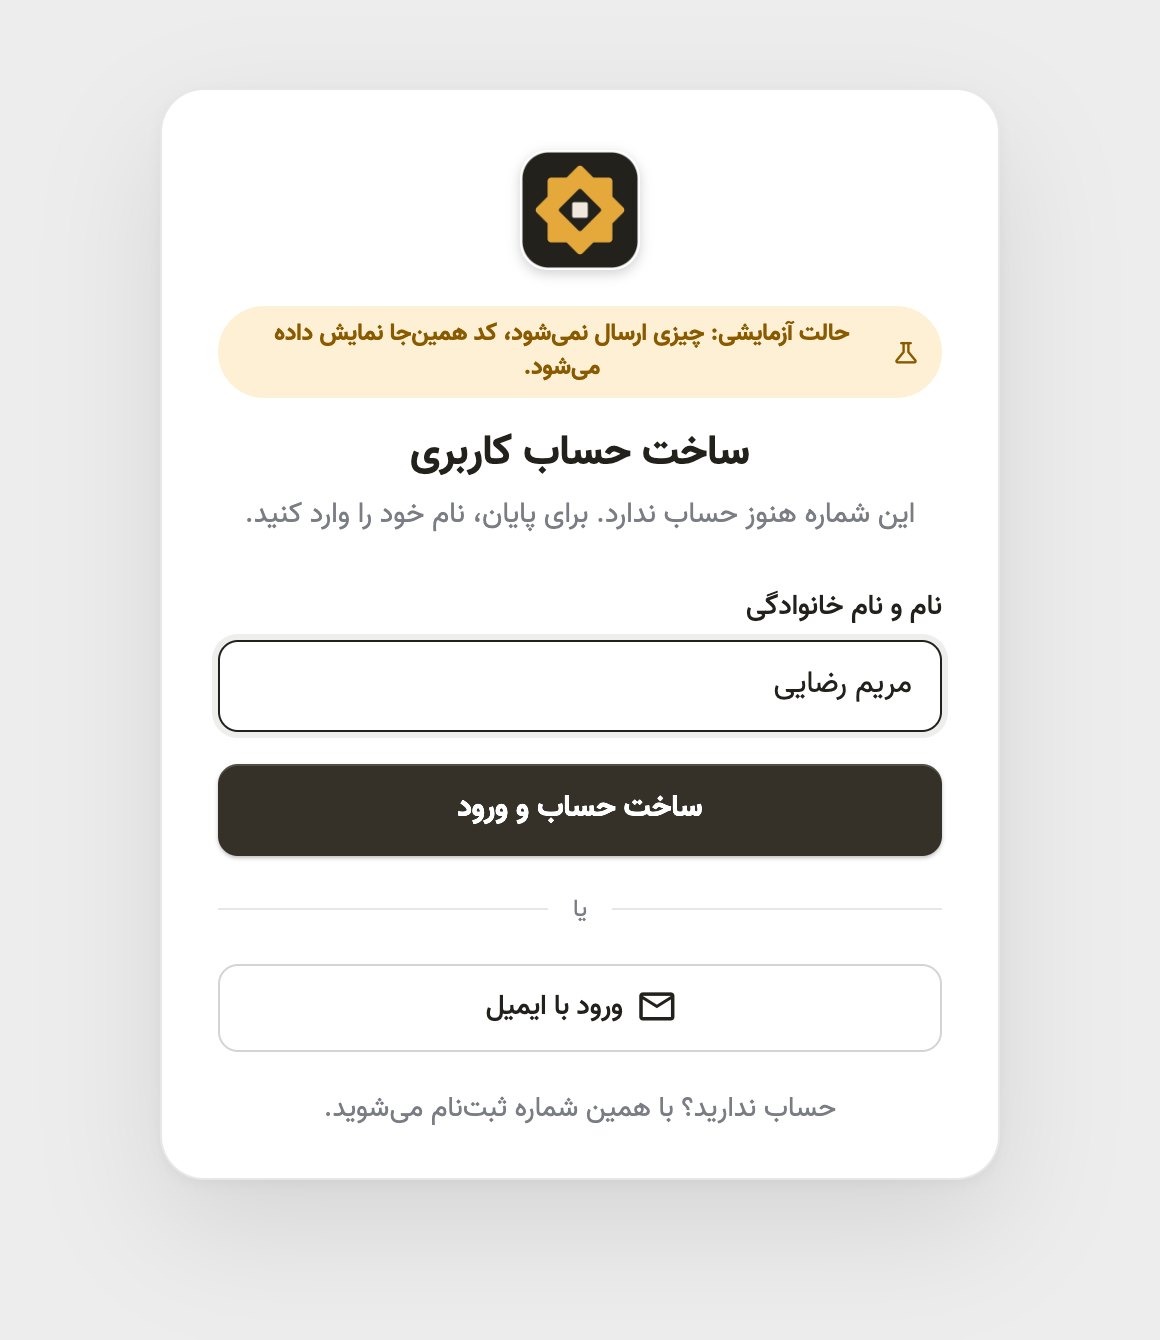 حالت آزمایشی: چیزی ارسال نمی‌شود، کد همین‌جا نمایش داده
می‌شود.
ساخت حساب کاربری
این شماره هنوز حساب ندارد. برای پایان، نام خود را وارد کنید.
نام و نام خانوادگی
مریم رضایی
ساخت حساب و ورود
یا
ورود با ایمیل
حساب ندارید؟ با همین شماره ثبت‌نام می‌شوید.